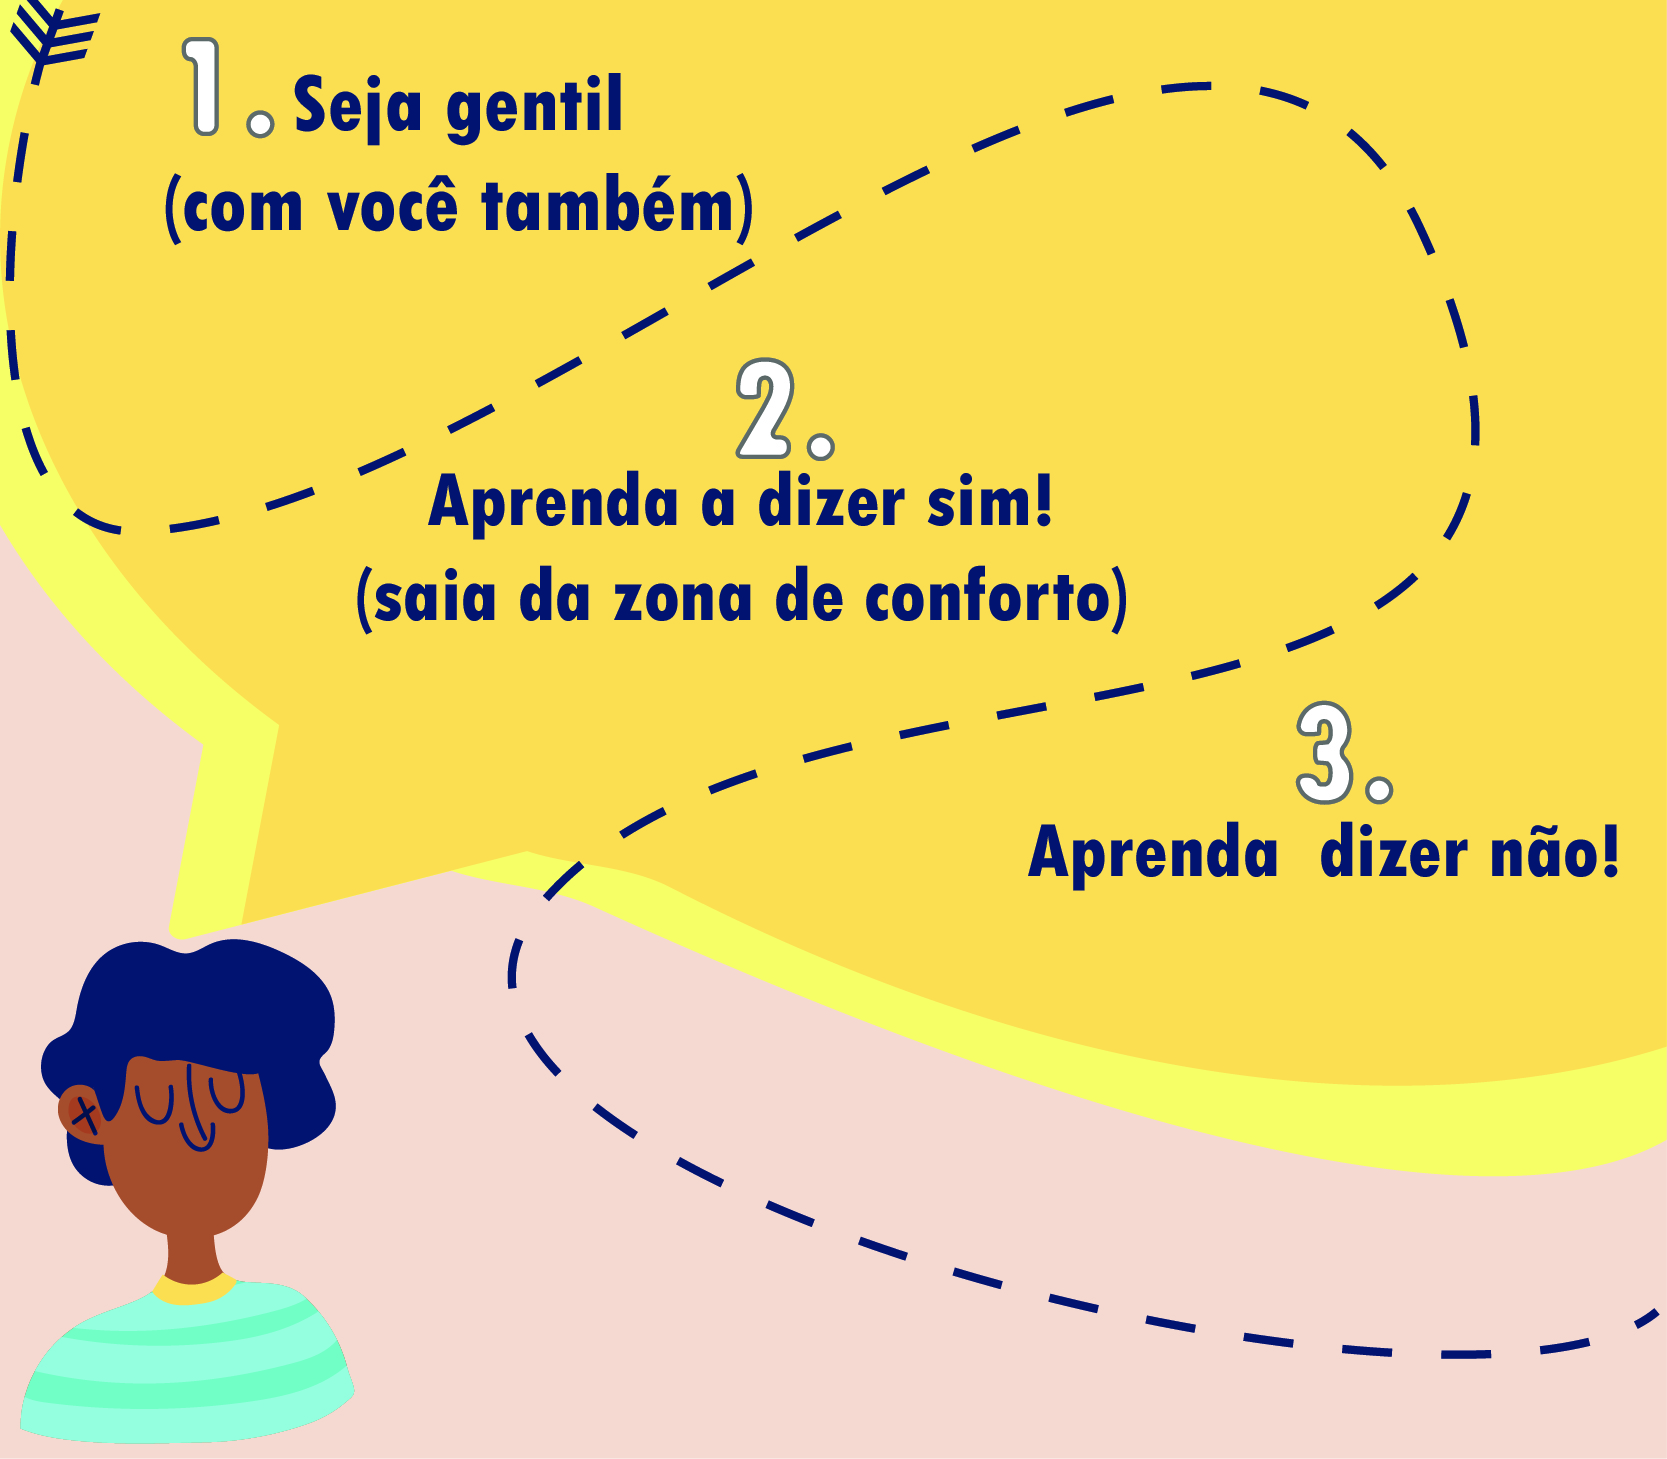 1. Seja gentil
(com você também)
2.
Aprenda a dizer sim!
(saia da zona de conforto)
3.
Aprenda  dizer não!